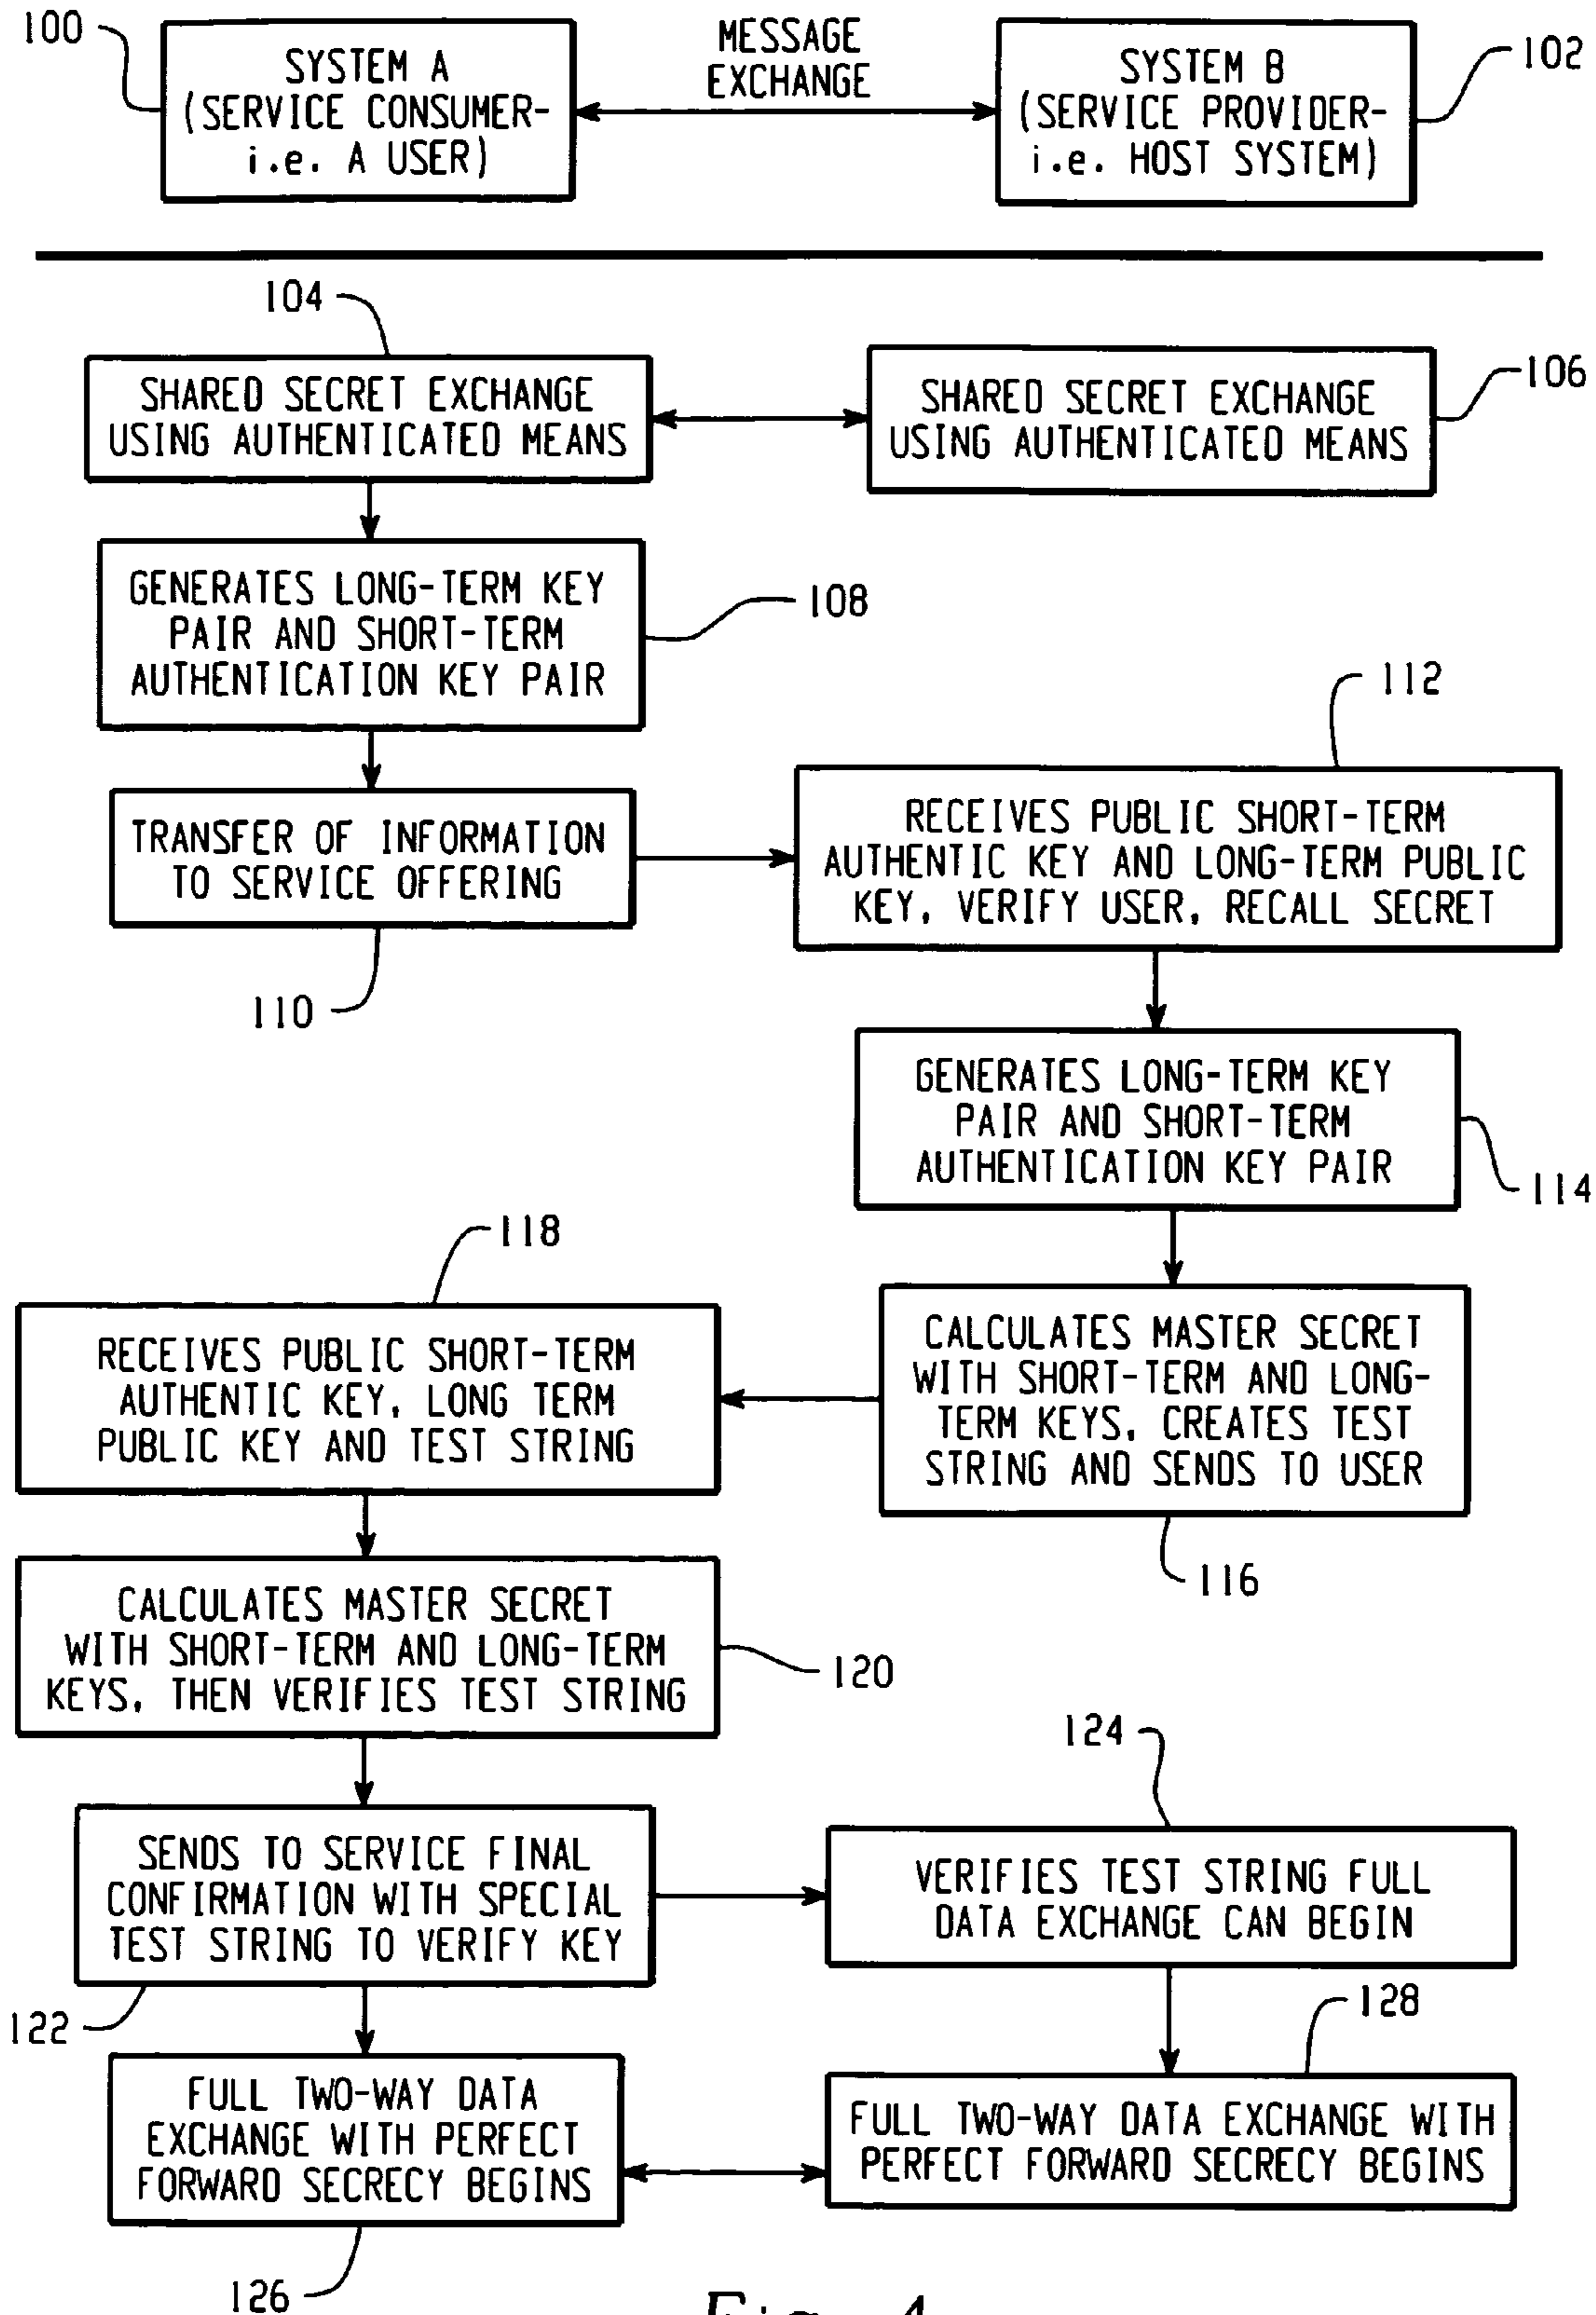 100
SYSTEM A
(SERVICE CONSUMER-
i.e. A USER)
MESSAGE
EXCHANGE
SYSTEM B
(SERVICE PROVIDER-
i.e. HOST SYSTEM)
102
104
SHARED SECRET EXCHANGE
USING AUTHENTICATED MEANS
SHARED SECRET EXCHANGE
USING AUTHENTICATED MEANS
106
GENERATES LONG-TERM KEY
PAIR AND SHORT-TERM
AUTHENTICATION KEY PAIR
108
TRANSFER OF INFORMATION
TO SERVICE OFFERING
110
112
RECEIVES PUBLIC SHORT-TERM
AUTHENTIC KEY AND LONG-TERM PUBLIC
KEY, VERIFY USER, RECALL SECRET
GENERATES LONG-TERM KEY
PAIR AND SHORT-TERM
AUTHENTICATION KEY PAIR
114
CALCULATES MASTER SECRET
WITH SHORT-TERM AND LONG-
TERM KEYS, CREATES TEST
STRING AND SENDS TO USER
116
118
RECEIVES PUBLIC SHORT-TERM
AUTHENTIC KEY, LONG TERM
PUBLIC KEY AND TEST STRING
CALCULATES MASTER SECRET
WITH SHORT-TERM AND LONG-TERM
KEYS, THEN VERIFIES TEST STRING
120
SENDS TO SERVICE FINAL
CONFIRMATION WITH SPECIAL
TEST STRING TO VERIFY KEY
122
124
VERIFIES TEST STRING FULL
DATA EXCHANGE CAN BEGIN
FULL TWO-WAY DATA
EXCHANGE WITH PERFECT
FORWARD SECRECY BEGINS
126
128
FULL TWO-WAY DATA EXCHANGE WITH
PERFECT FORWARD SECRECY BEGINS